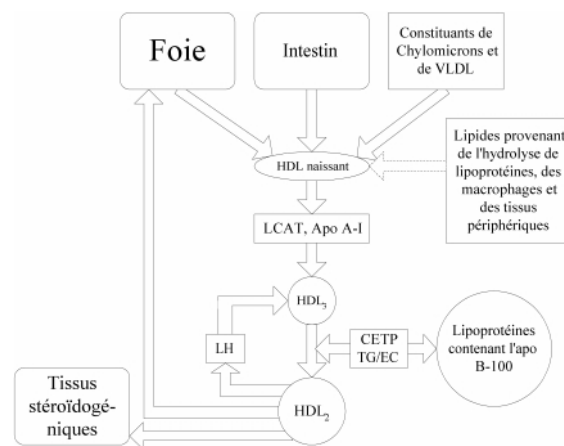 Foie
Intestin
Constituants de
Chylomicrons et
de VLDL
HDL naissant
Lipides provenant
de l'hydrolyse de
lipoprotéines, des
macrophages et
des tissus
périphériques
LCAT, Apo A-I
HDL₃
LH
CETP
TG/EC
Lipoprotéines
contenant l'apo
B-100
Tissus
stéroïdogé-
niques
HDL₂